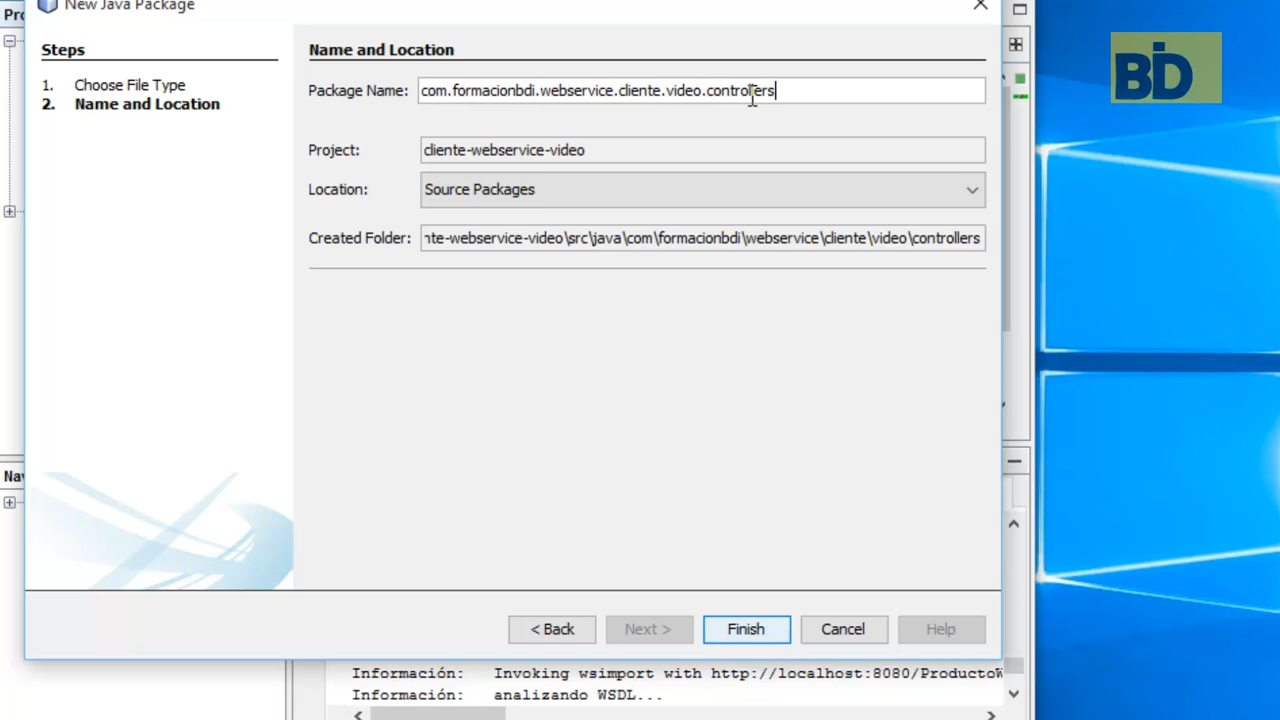 New Java Package
Steps
1. Choose File Type
2. Name and Location
Name and Location
Package Name: com.formacionbdi.webservice.cliente.video.controllers
Project: cliente-webservice-video
Location: Source Packages
Created Folder: nte-webservice-video\src\java\com\formacionbdi\webservice\cliente\video\controllers
< Back
Next >
Finish
Cancel
Help
Información: Invoking wsimport with http://localhost:8080/ProductoW
Información: analizando WSDL...
Pro
Nav
BDI